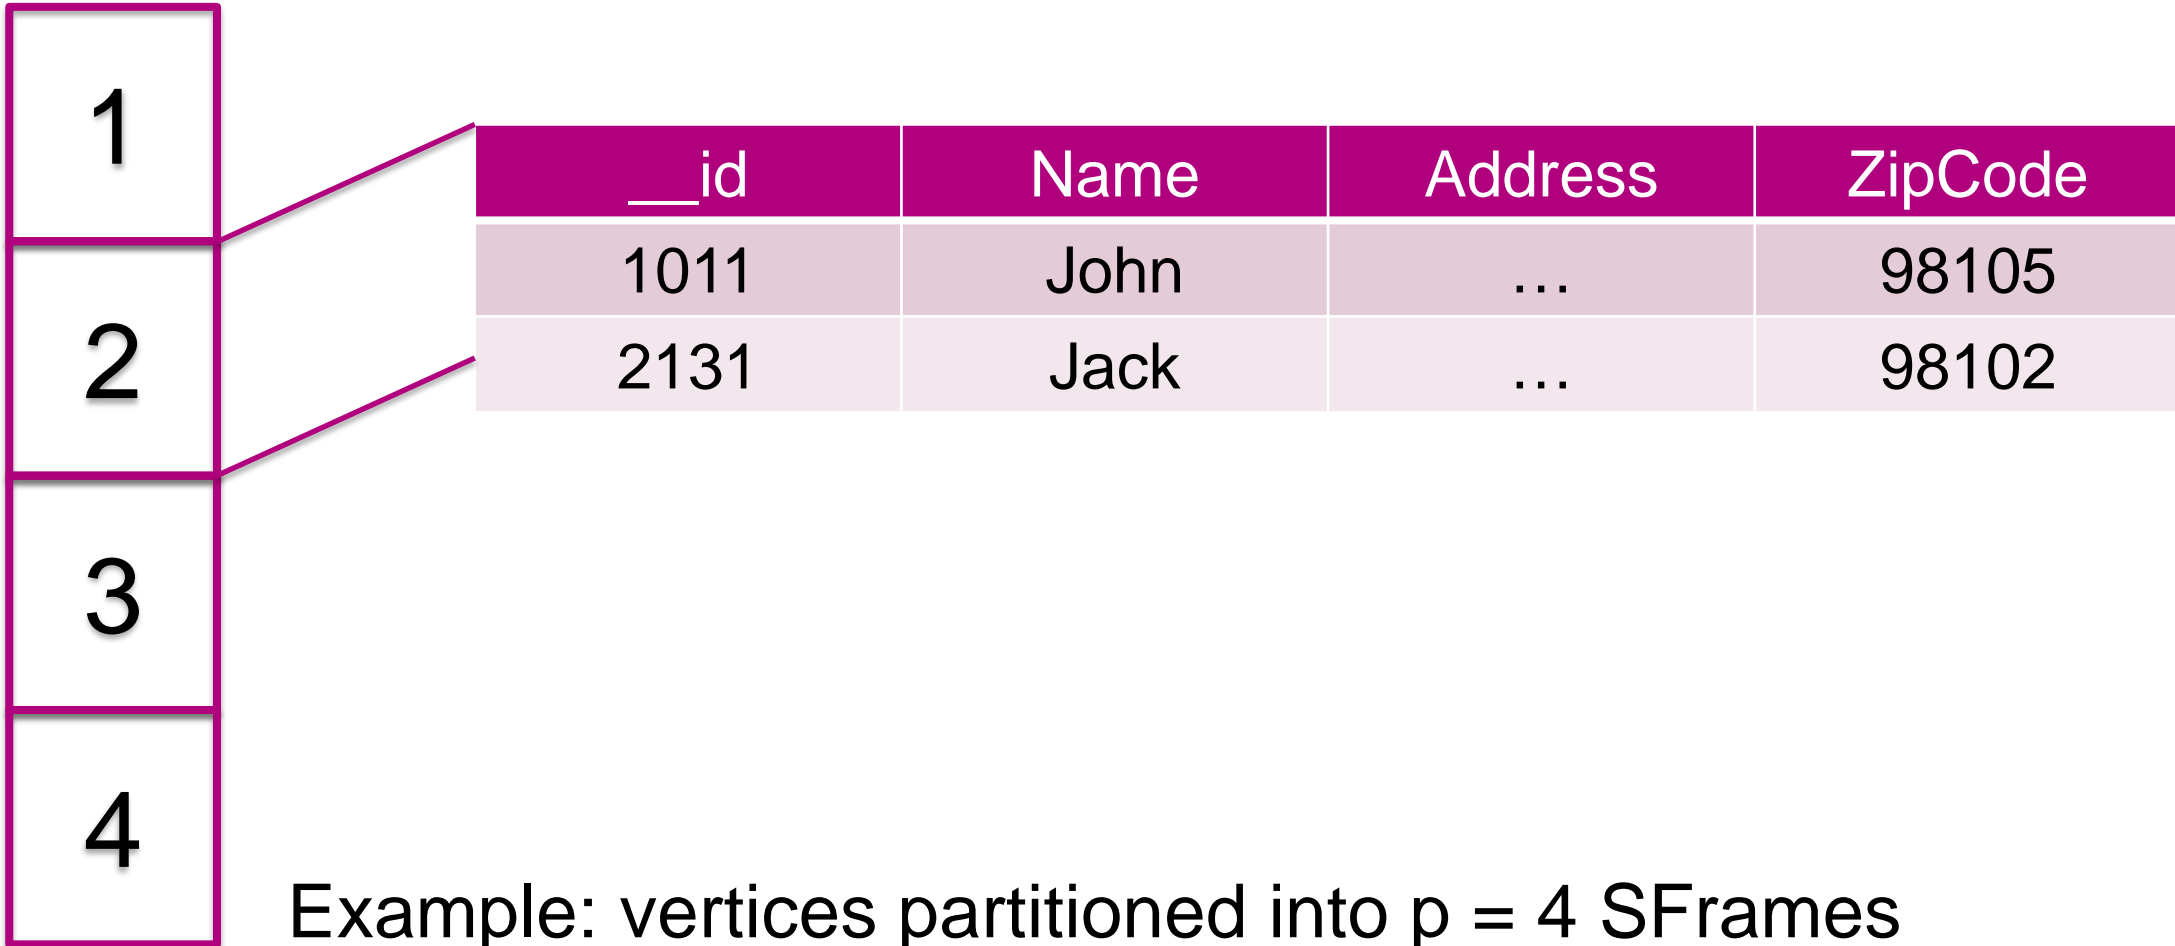 1
__id Name Address ZipCode
1011 John … 98105
2
2131 Jack … 98102
3
4
Example: vertices partitioned into p = 4 SFrames